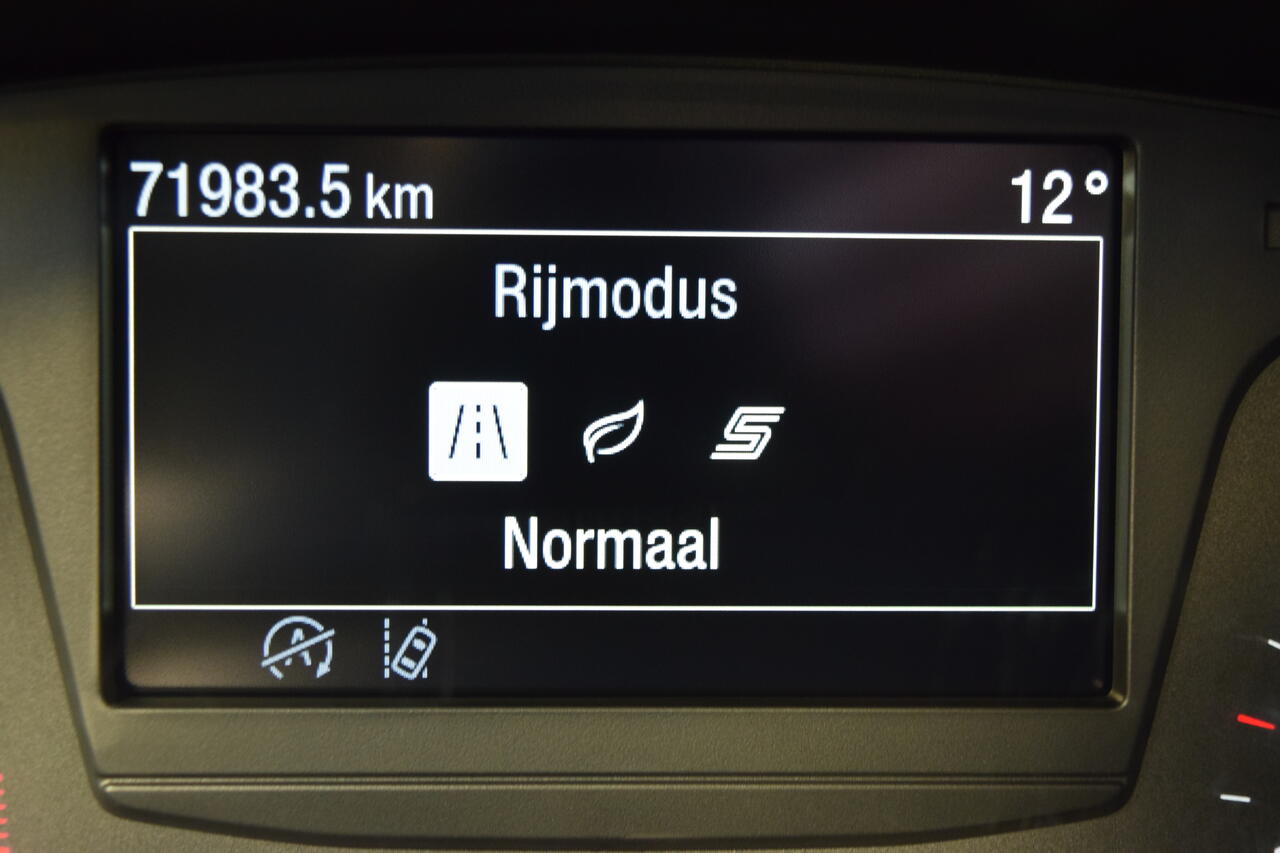 71983.5 km 12°
Rijmodus
S
Normaal
A